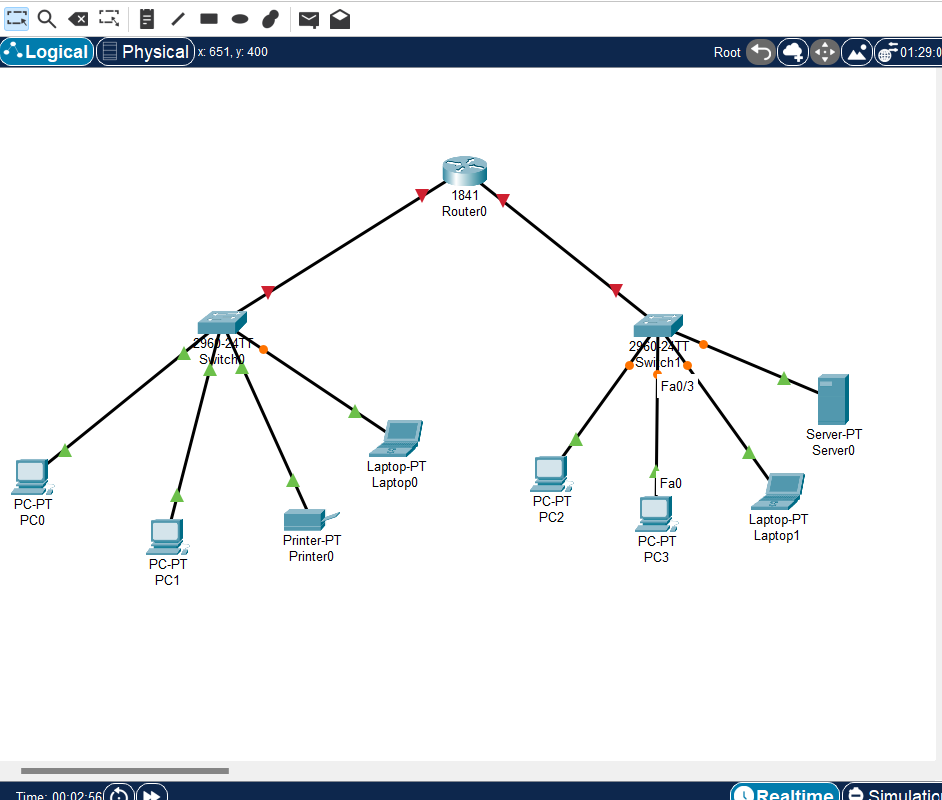 Logical
Physical
x: 651, y: 400
Root
01:29:0
1841
Router0
2960-24TT
Switch0
2960-24TT
Switch1
Fa0/3
Server-PT
Server0
Laptop-PT
Laptop0
PC-PT
PC0
PC-PT
PC1
Printer-PT
Printer0
PC-PT
PC2
Fa0
PC-PT
PC3
Laptop-PT
Laptop1
Time: 00:02:56
Realtime
Simulation